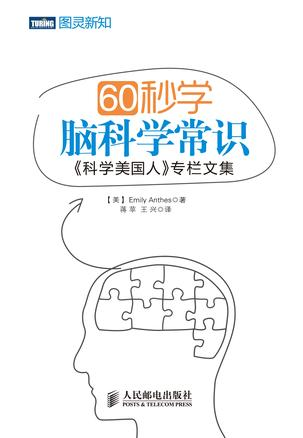 TURING 图灵新知
60秒学
脑科学常识
《科学美国人》专栏文集
【美】Emily Anthes 著
蒋 苹 王 兴 译
人民邮电出版社
POSTS & TELECOM PRESS